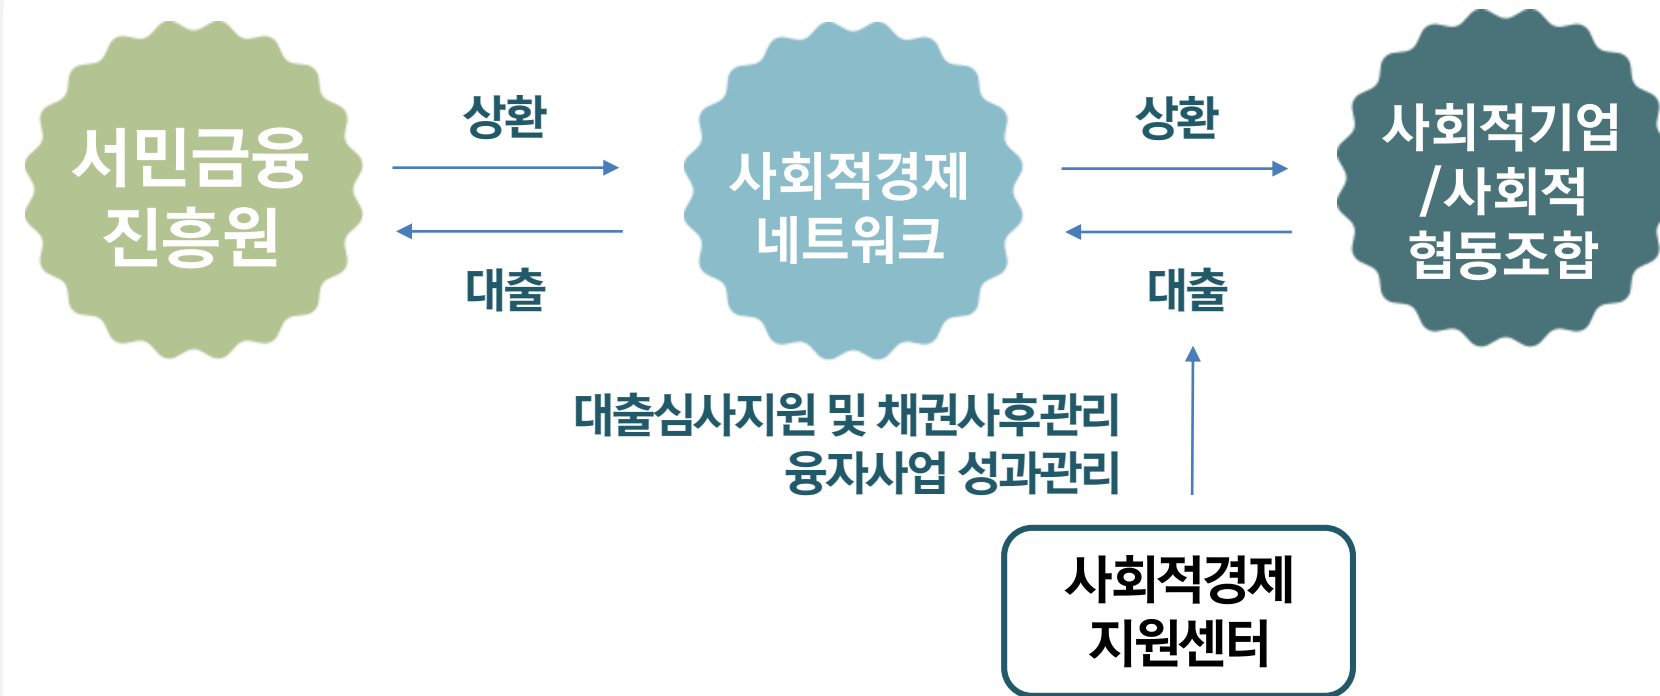 서민금융
진흥원
상환
대출
사회적경제
네트워크
상환
대출
사회적기업
/사회적
협동조합
대출심사지원 및 채권사후관리
융자사업 성과관리
사회적경제
지원센터